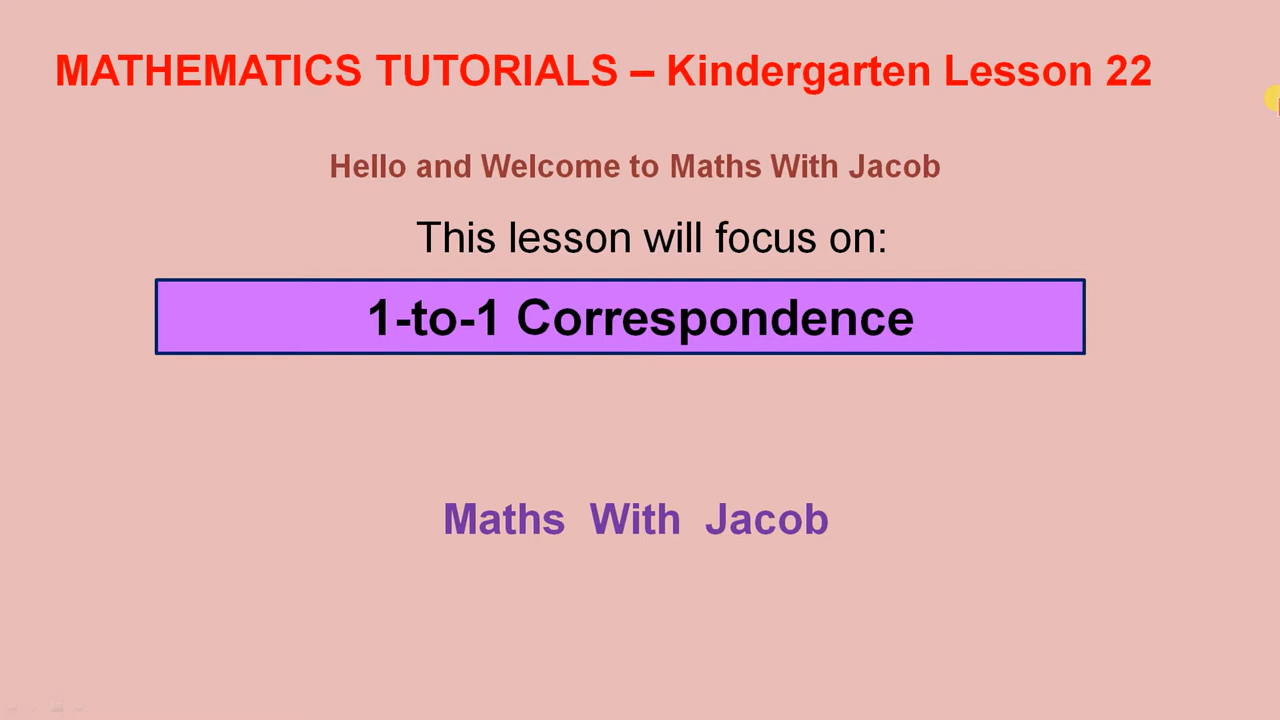 MATHEMATICS TUTORIALS – Kindergarten Lesson 22
Hello and Welcome to Maths With Jacob
This lesson will focus on:
1-to-1 Correspondence
Maths With Jacob